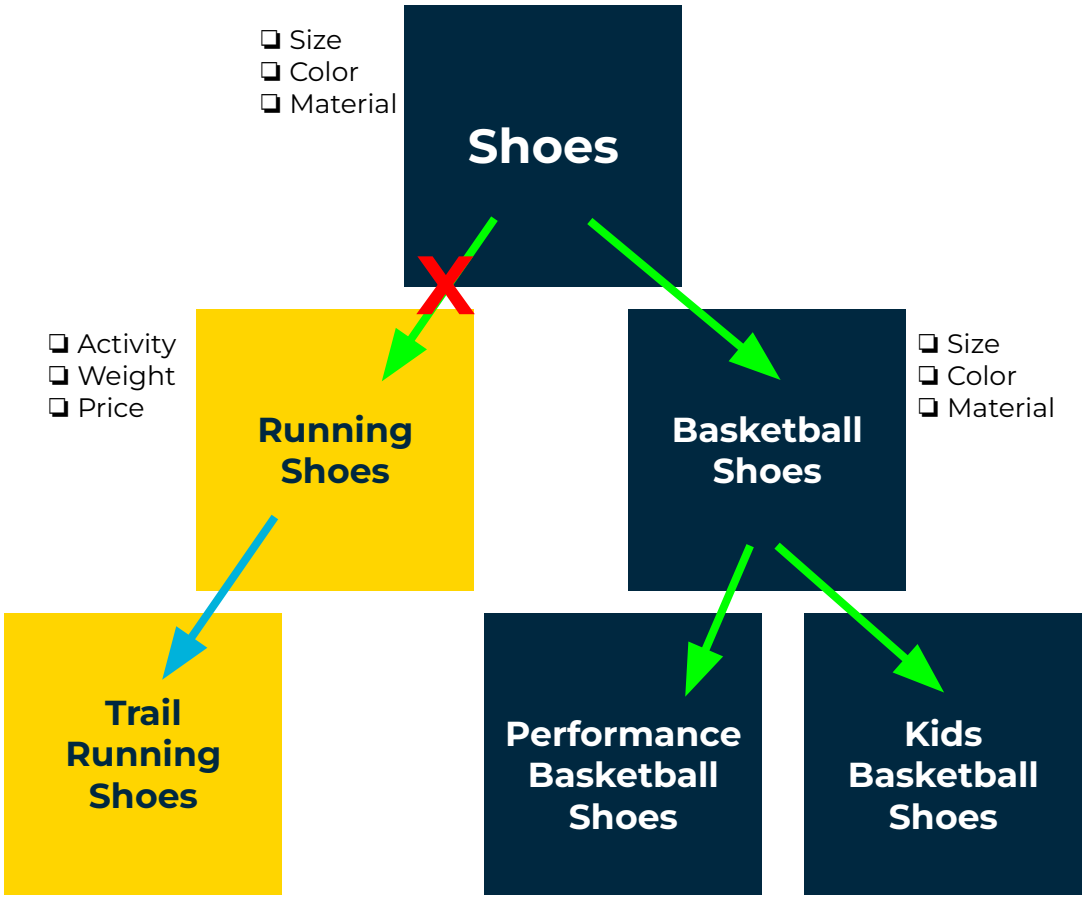 ❏ Size
❏ Color
❏ Material
Shoes
X
❏ Activity
❏ Weight
❏ Price
Running
Shoes
Basketball
Shoes
❏ Size
❏ Color
❏ Material
Trail
Running
Shoes
Performance
Basketball
Shoes
Kids
Basketball
Shoes